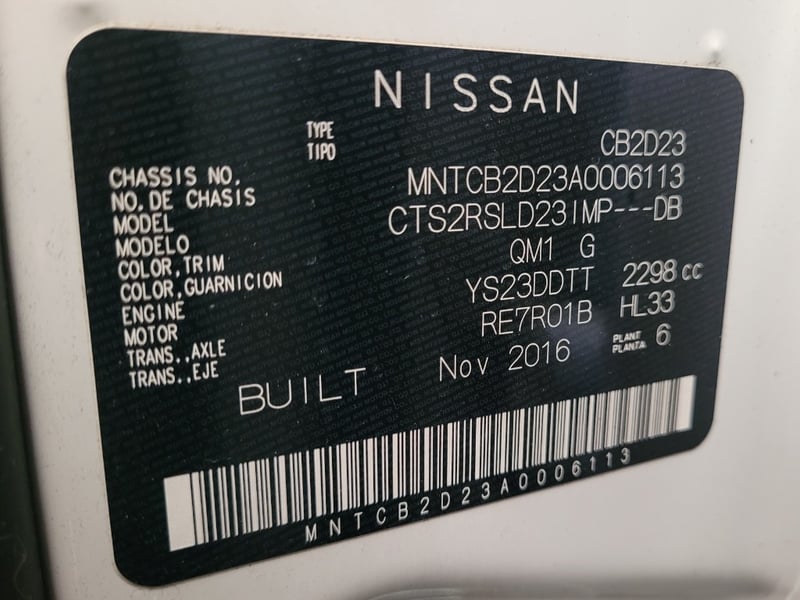 NISSAN
TYPE CB2D23
TIPO
CHASSIS NO. MNTCB2D23A0006113
NO. DE CHASIS
MODEL CTS2RSLD23IMP---DB
MODELO
COLOR, TRIM QM1 G
COLOR, GUARNICION
ENGINE YS23DDTT 2298 cc
MOTOR
TRANS., AXLE RE7R01B HL33
TRANS., EJE
PLANT 6
PLANTA
BUILT Nov 2016
MNTCB2D23A0006113